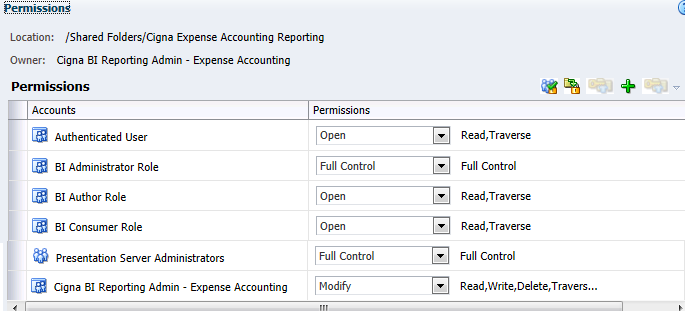 Permissions
Location: /Shared Folders/Cigna Expense Accounting Reporting
Owner: Cigna BI Reporting Admin - Expense Accounting
Permissions
Accounts Permissions
Authenticated User Open Read,Traverse
BI Administrator Role Full Control Full Control
BI Author Role Open Read,Traverse
BI Consumer Role Open Read,Traverse
Presentation Server Administrators Full Control Full Control
Cigna BI Reporting Admin - Expense Accounting Modify Read,Write,Delete,Travers...